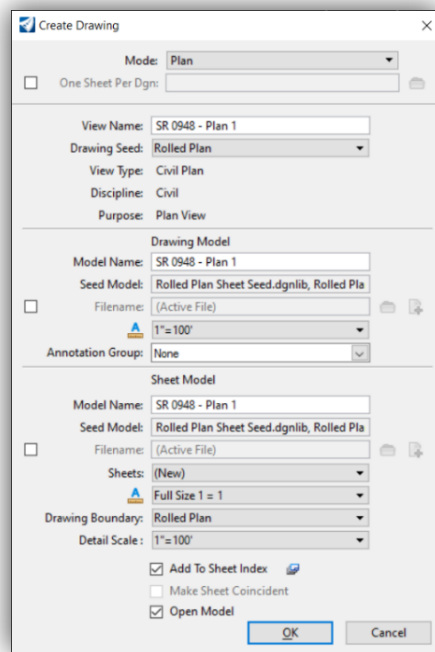 Create Drawing
Mode: Plan
One Sheet Per Dgn:
View Name: SR 0948 - Plan 1
Drawing Seed: Rolled Plan
View Type: Civil Plan
Discipline: Civil
Purpose: Plan View
Drawing Model
Model Name: SR 0948 - Plan 1
Seed Model: Rolled Plan Sheet Seed.dgnlib, Rolled Pla
Filename: (Active File)
A 1"=100'
Annotation Group: None
Sheet Model
Model Name: SR 0948 - Plan 1
Seed Model: Rolled Plan Sheet Seed.dgnlib, Rolled Pla
Filename: (Active File)
Sheets: (New)
A Full Size 1 = 1
Drawing Boundary: Rolled Plan
Detail Scale : 1"=100'
Add To Sheet Index
Make Sheet Coincident
Open Model
OK Cancel